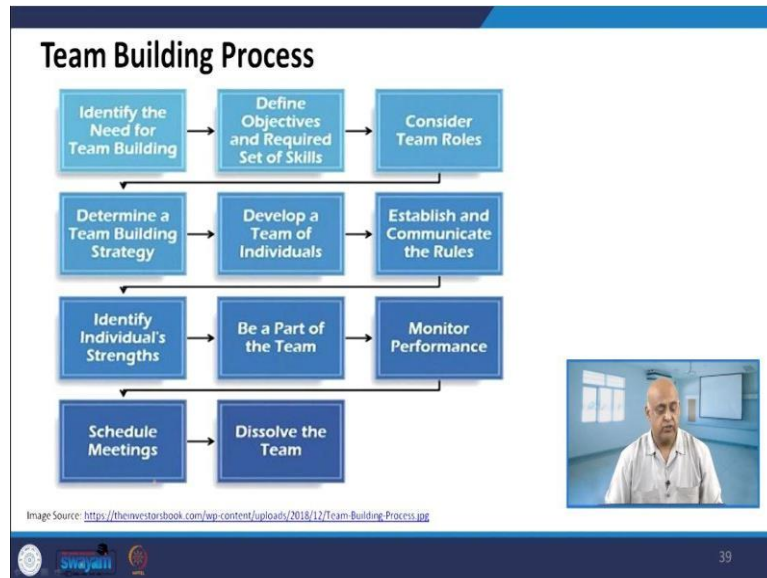 Team Building Process
Identify the
Need for
Team Building
Define
Objectives
and Required
Set of Skills
Consider
Team Roles
Determine a
Team Building
Strategy
Develop a
Team of
Individuals
Establish and
Communicate
the Rules
Identify
Individual's
Strengths
Be a Part of
the Team
Monitor
Performance
Schedule
Meetings
Dissolve the
Team
Image Source: https://theinvestorsbook.com/wp-content/uploads/2018/12/Team-Building-Process.jpg
swayam
39